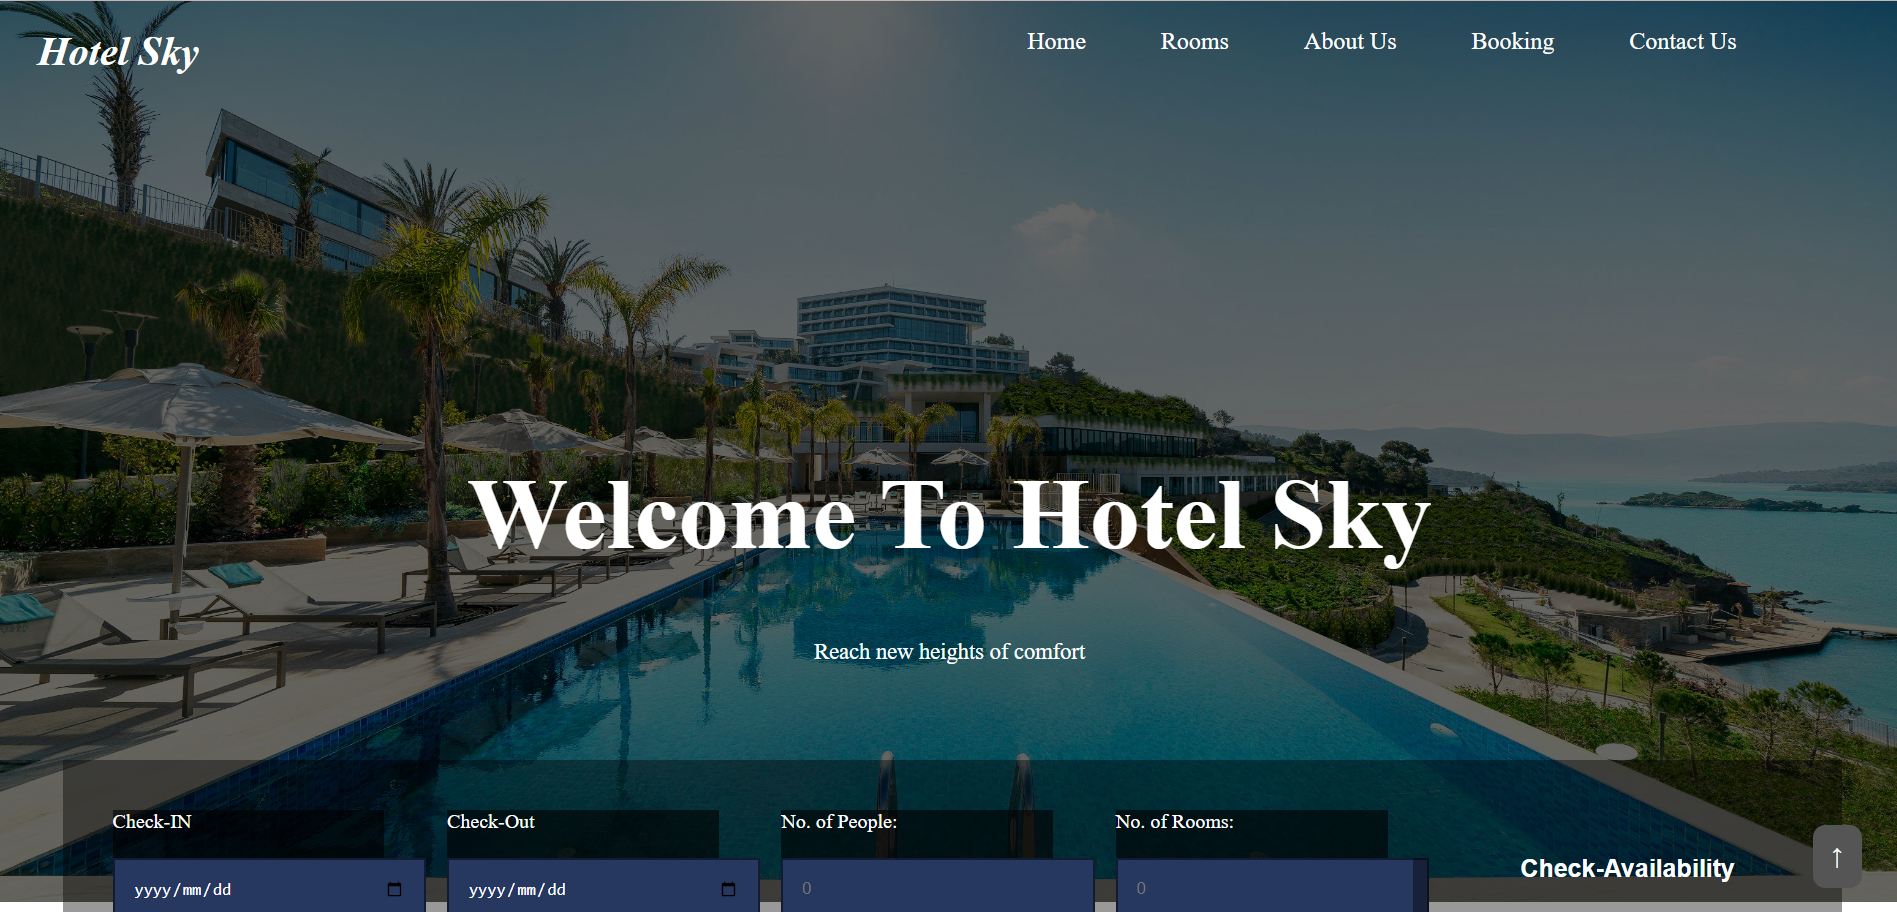 Hotel Sky
Home Rooms About Us Booking Contact Us
Welcome To Hotel Sky
Reach new heights of comfort
Check-IN Check-Out No. of People: No. of Rooms:
yyyy/mm/dd yyyy/mm/dd 0 0 Check-Availability ↑